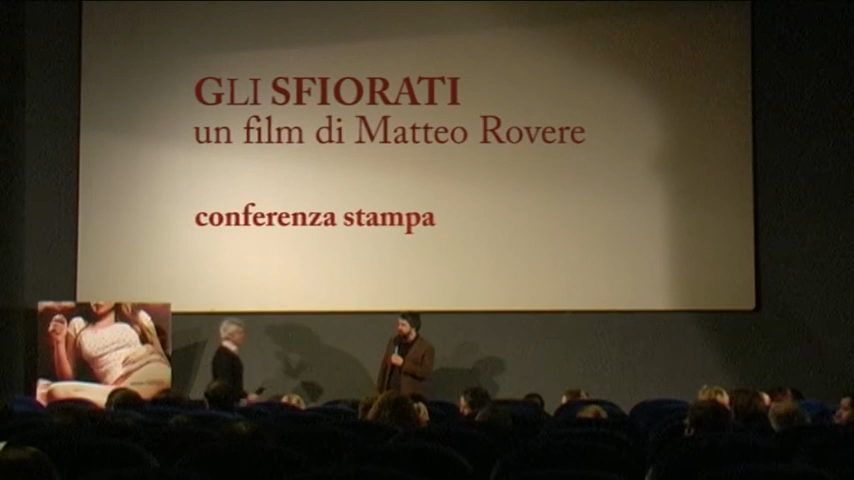 GLI SFIORATI
un film di Matteo Rovere
conferenza stampa